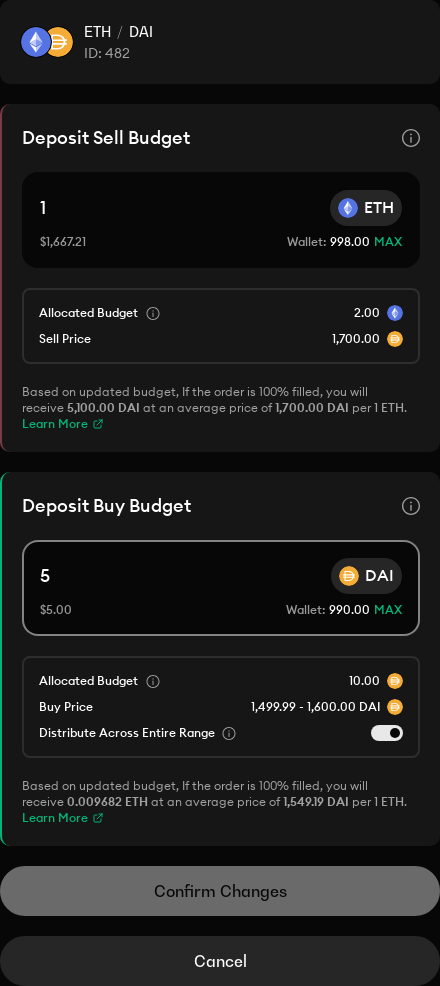 ETH / DAI
ID: 482
Deposit Sell Budget
1
ETH
$1,667.21
Wallet: 998.00 MAX
Allocated Budget
2.00
Sell Price
1,700.00
Based on updated budget, If the order is 100% filled, you will
receive 5,100.00 DAI at an average price of 1,700.00 DAI per 1 ETH.
Learn More
Deposit Buy Budget
5
DAI
$5.00
Wallet: 990.00 MAX
Allocated Budget
10.00
Buy Price
1,499.99 - 1,600.00 DAI
Distribute Across Entire Range
Based on updated budget, If the order is 100% filled, you will
receive 0.009682 ETH at an average price of 1,549.19 DAI per 1 ETH.
Learn More
Confirm Changes
Cancel